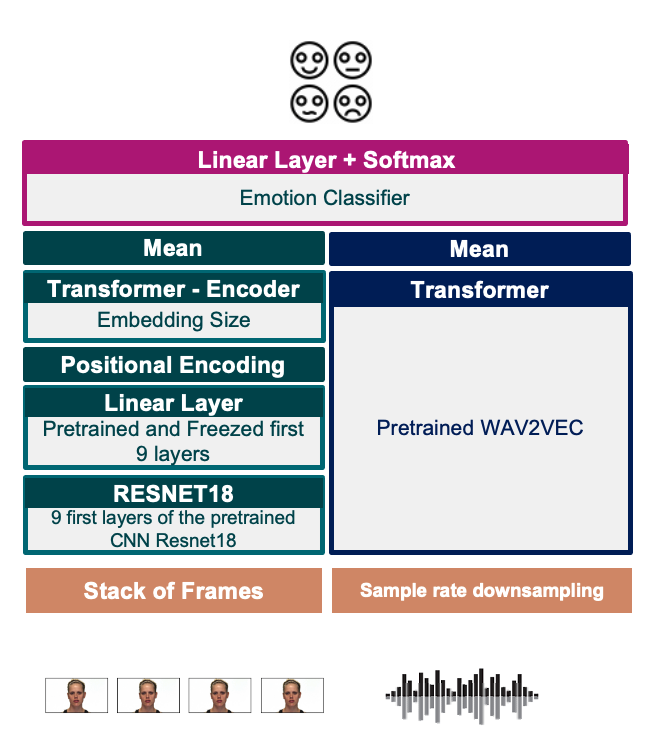 Linear Layer + Softmax
Emotion Classifier
Mean
Mean
Transformer - Encoder
Embedding Size
Transformer
Positional Encoding
Linear Layer
Pretrained and Freezed first
9 layers
Pretrained WAV2VEC
RESNET18
9 first layers of the pretrained
CNN Resnet18
Stack of Frames
Sample rate downsampling